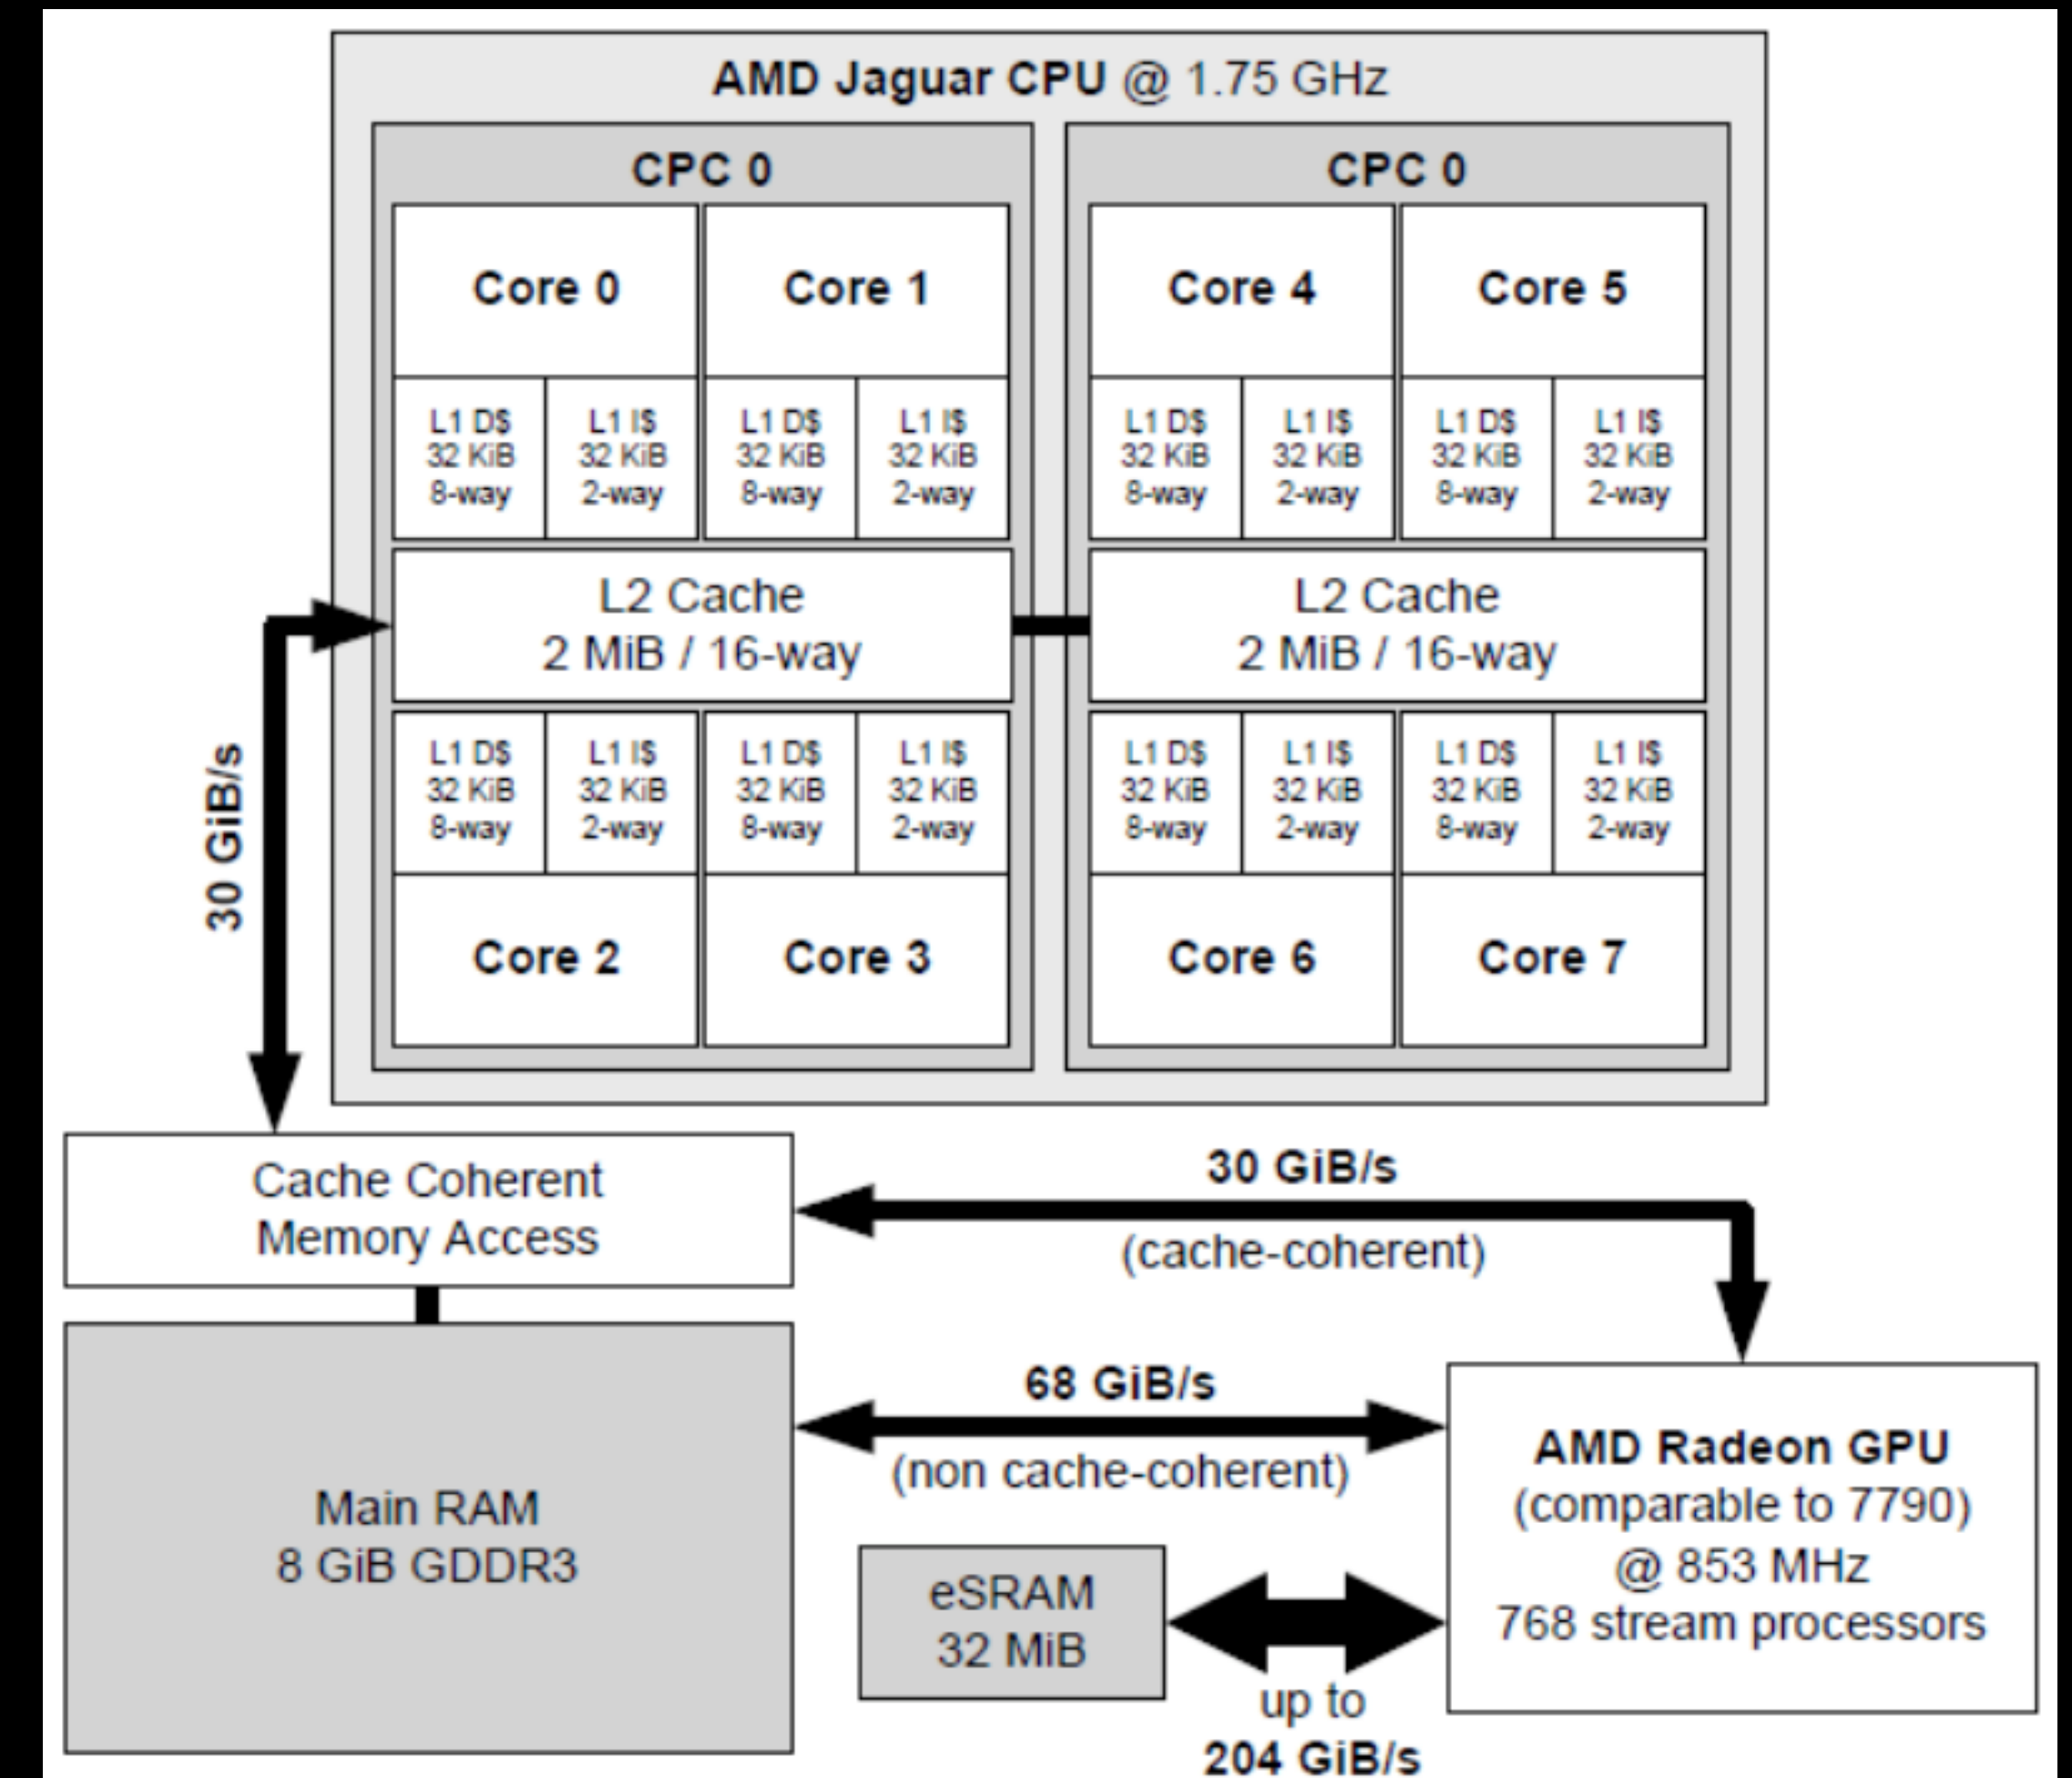 AMD Jaguar CPU @ 1.75 GHz
CPC 0
Core 0
Core 1
L1 D$
32 KiB
8-way
L1 I$
32 KiB
2-way
L1 D$
32 KiB
8-way
L1 I$
32 KiB
2-way
L2 Cache
2 MiB / 16-way
L1 D$
32 KiB
8-way
L1 I$
32 KiB
2-way
L1 D$
32 KiB
8-way
L1 I$
32 KiB
2-way
Core 2
Core 3
CPC 0
Core 4
Core 5
L1 D$
32 KiB
8-way
L1 I$
32 KiB
2-way
L1 D$
32 KiB
8-way
L1 I$
32 KiB
2-way
L2 Cache
2 MiB / 16-way
L1 D$
32 KiB
8-way
L1 I$
32 KiB
2-way
L1 D$
32 KiB
8-way
L1 I$
32 KiB
2-way
Core 6
Core 7
30 GiB/s
Cache Coherent
Memory Access
30 GiB/s
(cache-coherent)
Main RAM
8 GiB GDDR3
68 GiB/s
(non cache-coherent)
eSRAM
32 MiB
up to
204 GiB/s
AMD Radeon GPU
(comparable to 7790)
@ 853 MHz
768 stream processors